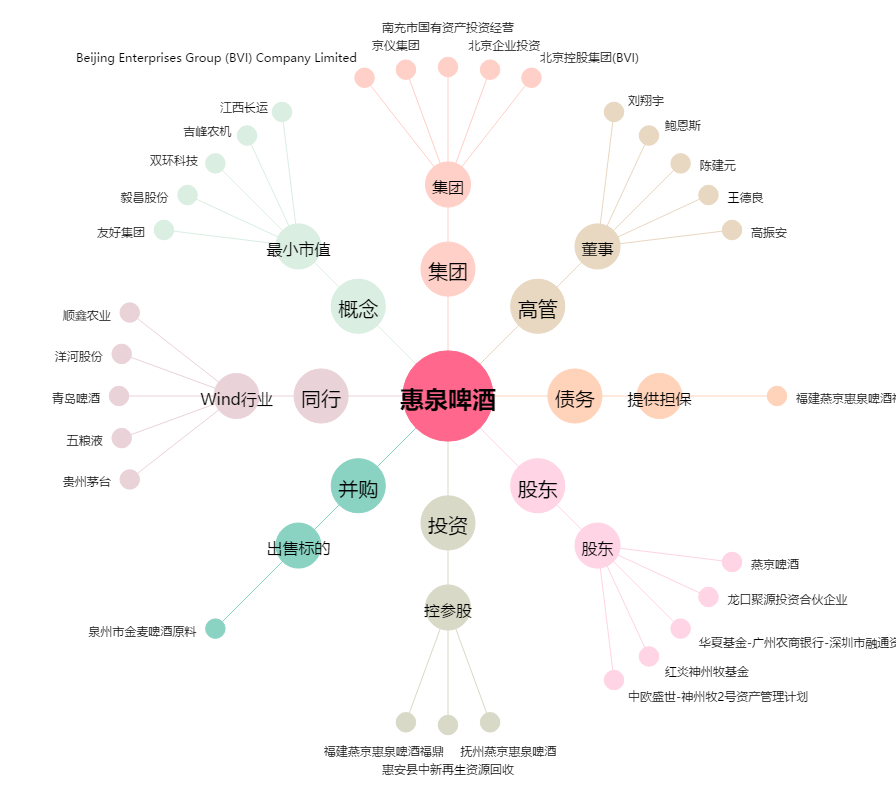 南充市国有资产投资经营
京仪集团
北京企业投资
Beijing Enterprises Group (BVI) Company Limited
北京控股集团(BVI)
江西长运
刘翔宇
吉峰农机
鲍恩斯
双环科技
集团
陈建元
毅昌股份
王德良
友好集团
最小市值
董事
高振安
集团
概念
高管
顺鑫农业
洋河股份
青岛啤酒
Wind行业
同行
惠泉啤酒
债务
提供担保
福建燕京惠泉啤酒福
五粮液
贵州茅台
并购
股东
投资
出售标的
股东
燕京啤酒
龙口聚源投资合伙企业
控参股
泉州市金麦啤酒原料
华夏基金-广州农商银行-深圳市融通资
红炎神州牧基金
中欧盛世-神州牧2号资产管理计划
福建燕京惠泉啤酒福鼎
抚州燕京惠泉啤酒
惠安县中新再生资源回收